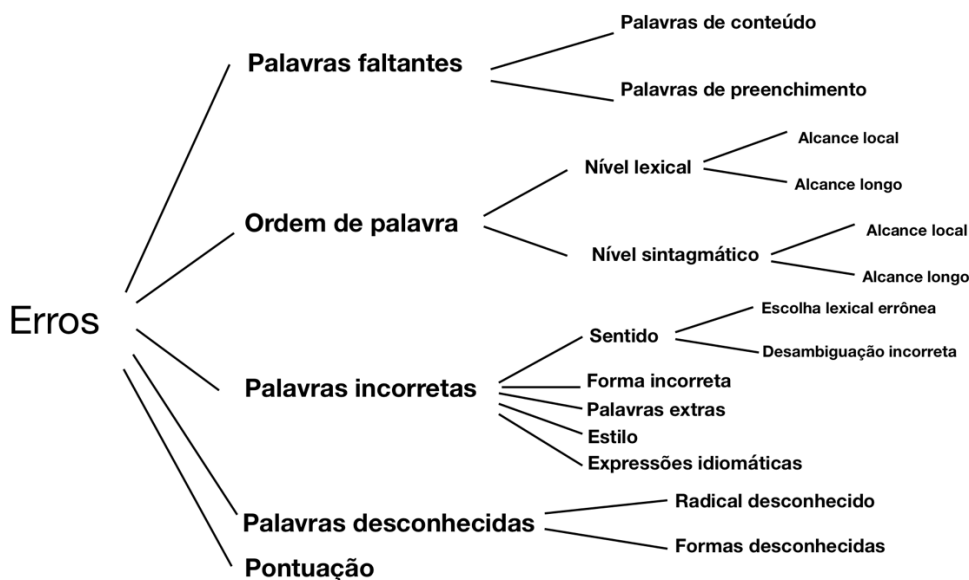 Erros
Palavras faltantes
Palavras de conteúdo
Palavras de preenchimento
Ordem de palavra
Nível lexical
Alcance local
Alcance longo
Nível sintagmático
Alcance local
Alcance longo
Palavras incorretas
Sentido
Escolha lexical errônea
Desambiguação incorreta
Forma incorreta
Palavras extras
Estilo
Expressões idiomáticas
Palavras desconhecidas
Radical desconhecido
Formas desconhecidas
Pontuação